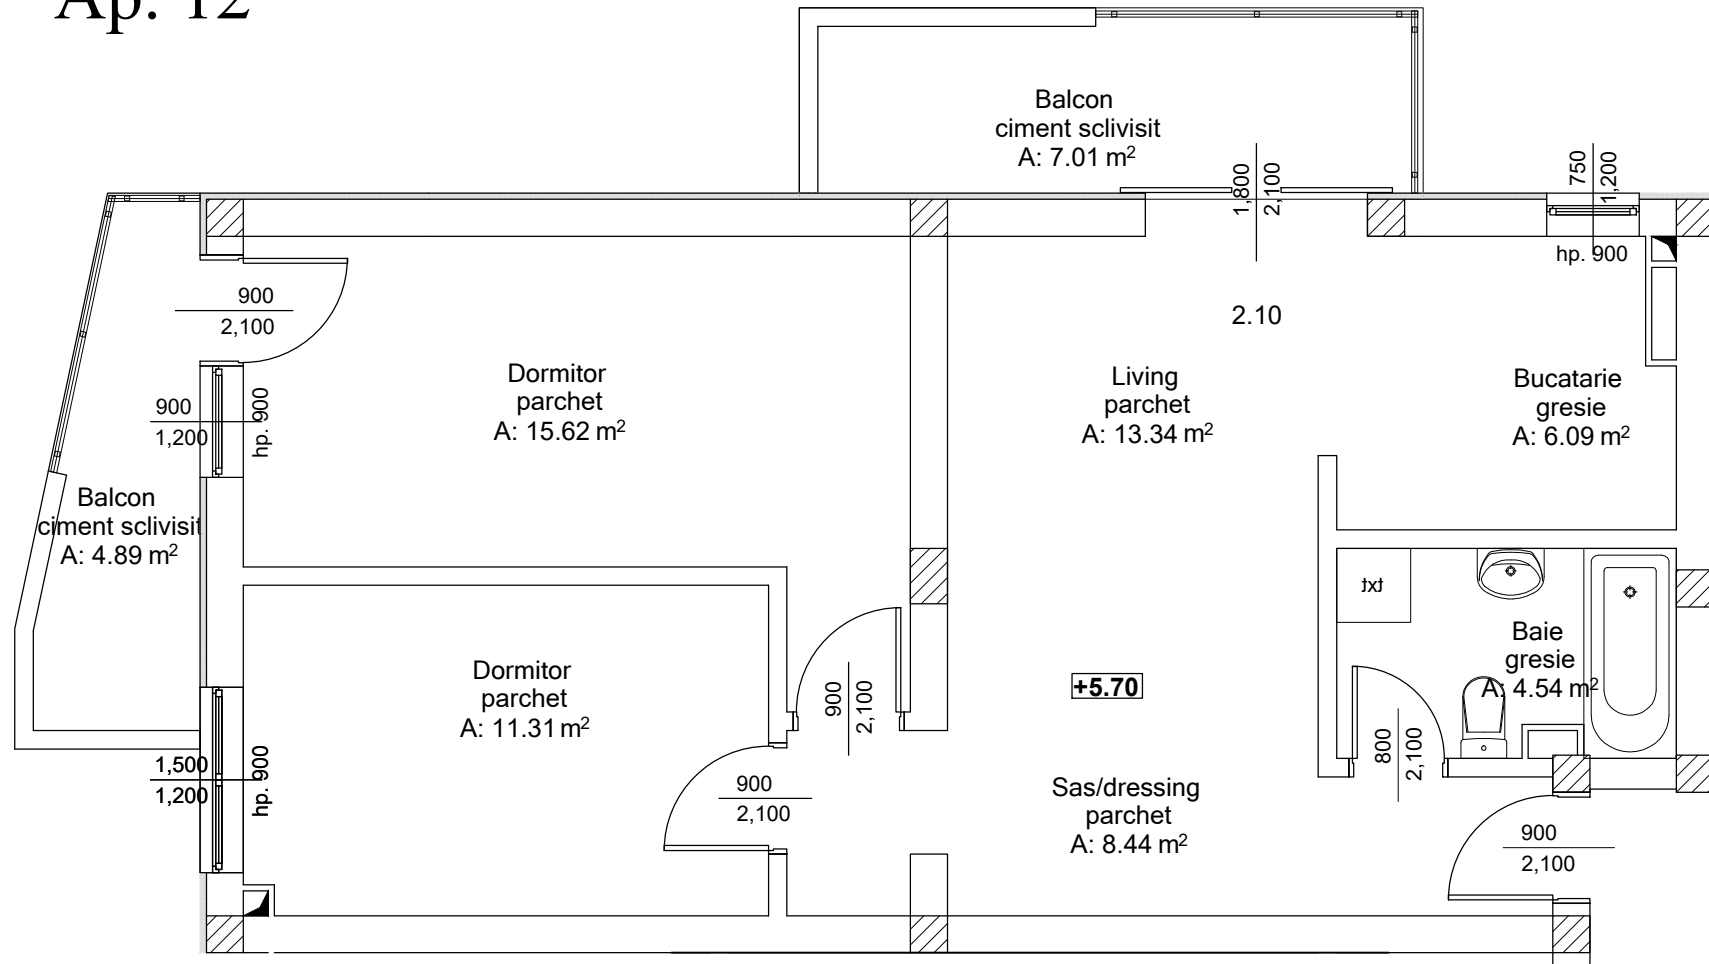 Ap. 12
Balcon
ciment sclivisit
A: 7.01 m²
1,800
2,100
750
1,200
hp. 900
900
2,100
2.10
Dormitor
parchet
A: 15.62 m²
Living
parchet
A: 13.34 m²
Bucatarie
gresie
A: 6.09 m²
900
1,200
hp. 900
Balcon
ciment sclivisit
A: 4.89 m²
1x1
Baie
gresie
A: 4.54 m²
Dormitor
parchet
A: 11.31 m²
900
2,100
+5.70
800
2,100
1,500
1,200
hp. 900
900
2,100
Sas/dressing
parchet
A: 8.44 m²
900
2,100